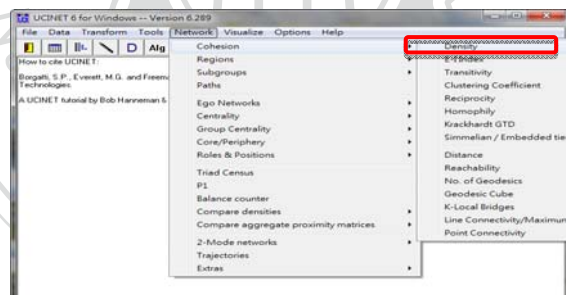 UCINET 6 for Windows -- Version 6.289
File Data Transform Tools Network Visualize Options Help
D Alg
How to cite UCINET:
Borgatti, S.P., Everett, M.G. and Freem
Technologies.
A UCINET tutorial by Bob Hanneman &
Cohesion
Regions
Subgroups
Paths
Ego Networks
Centrality
Group Centrality
Core/Periphery
Roles & Positions
Triad Census
P1
Balance counter
Compare densities
Compare aggregate proximity matrices
2-Mode networks
Trajectories
Extras
Density
E-I Index
Transitivity
Clustering Coefficient
Reciprocity
Homophily
Krackhardt GTD
Simmelian / Embedded tie
Distance
Reachability
No. of Geodesics
Geodesic Cube
K-Local Bridges
Line Connectivity/Maximun
Point Connectivity